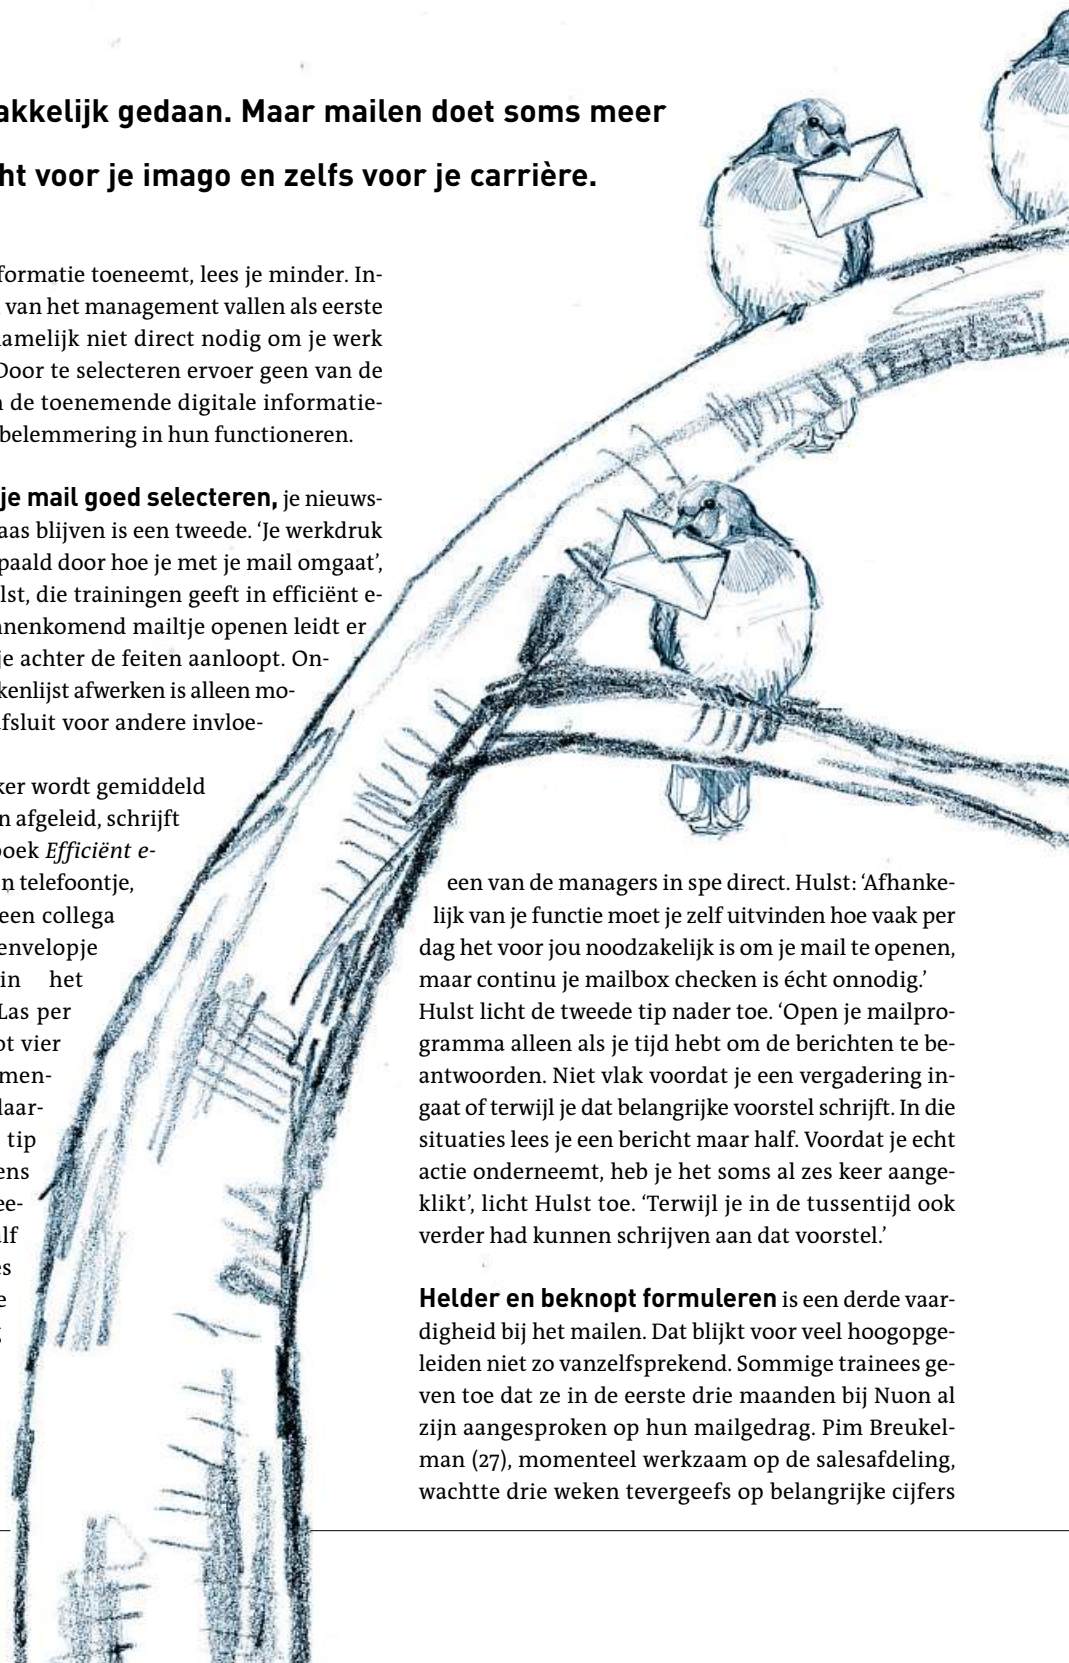 akkelijk gedaan. Maar mailen doet soms meer
ht voor je imago en zelfs voor je carrière.
formatie toeneemt, lees je minder. In-
van het management vallen als eerste
amelijk niet direct nodig om je werk
Door te selecteren ervoer geen van de
n de toenemende digitale informatie-
belemmering in hun functioneren.
je mail goed selecteren, je nieuws-
aas blijven is een tweede. ‘Je werkdruk
paald door hoe je met je mail omgaat’,
lst, die trainingen geeft in efficiënt e-
nnenkomend mailtje openen leidt er
je achter de feiten aanloopt. On-
kenlijst afwerken is alleen mo-
fsluit voor andere invloe-
ker wordt gemiddeld
n afgeleid, schrijft
boek Efficiënt e-
n telefoontje,
een collega
envelopje
in het
Las per
ot vier
men-
laar-
tip
ens
ee-
lf
es
e
een van de managers in spe direct. Hulst: ‘Afhanke-
lijk van je functie moet je zelf uitvinden hoe vaak per
dag het voor jou noodzakelijk is om je mail te openen,
maar continu je mailbox checken is écht onnodig.’
Hulst licht de tweede tip nader toe. ‘Open je mailpro-
gramma alleen als je tijd hebt om de berichten te be-
antwoorden. Niet vlak voordat je een vergadering in-
gaat of terwijl je dat belangrijke voorstel schrijft. In die
situaties lees je een bericht maar half. Voordat je echt
actie onderneemt, heb je het soms al zes keer aange-
klikt’, licht Hulst toe. ‘Terwijl je in de tussentijd ook
verder had kunnen schrijven aan dat voorstel.’
Helder en beknopt formuleren is een derde vaar-
digheid bij het mailen. Dat blijkt voor veel hoogopge-
leiden niet zo vanzelfsprekend. Sommige trainees ge-
ven toe dat ze in de eerste drie maanden bij Nuon al
zijn aangesproken op hun mailgedrag. Pim Breukel-
man (27), momenteel werkzaam op de salesafdeling,
wachtte drie weken tevergeefs op belangrijke cijfers